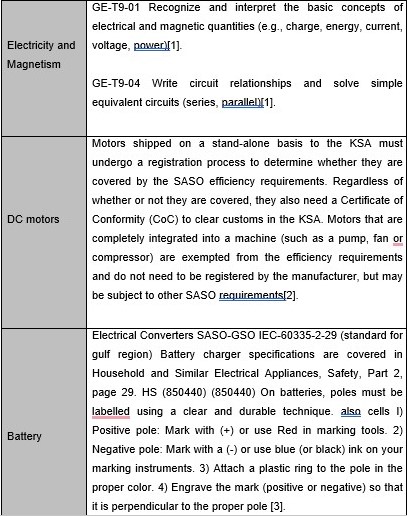 Electricity and
Magnetism
GE-T9-01 Recognize and interpret the basic concepts of
electrical and magnetic quantities (e.g., charge, energy, current,
voltage, power)[1].
GE-T9-04 Write circuit relationships and solve simple
equivalent circuits (series, parallel)[1].
DC motors
Motors shipped on a stand-alone basis to the KSA must
undergo a registration process to determine whether they are
covered by the SASO efficiency requirements. Regardless of
whether or not they are covered, they also need a Certificate of
Conformity (CoC) to clear customs in the KSA. Motors that are
completely integrated into a machine (such as a pump, fan or
compressor) are exempted from the efficiency requirements
and do not need to be registered by the manufacturer, but may
be subject to other SASO requirements[2].
Battery
Electrical Converters SASO-GSO IEC-60335-2-29 (standard for
gulf region) Battery charger specifications are covered in
Household and Similar Electrical Appliances, Safety, Part 2,
page 29. HS (850440) (850440) On batteries, poles must be
labelled using a clear and durable technique. also cells I)
Positive pole: Mark with (+) or use Red in marking tools. 2)
Negative pole: Mark with a (-) or use blue (or black) ink on your
marking instruments. 3) Attach a plastic ring to the pole in the
proper color. 4) Engrave the mark (positive or negative) so that
it is perpendicular to the proper pole [3].